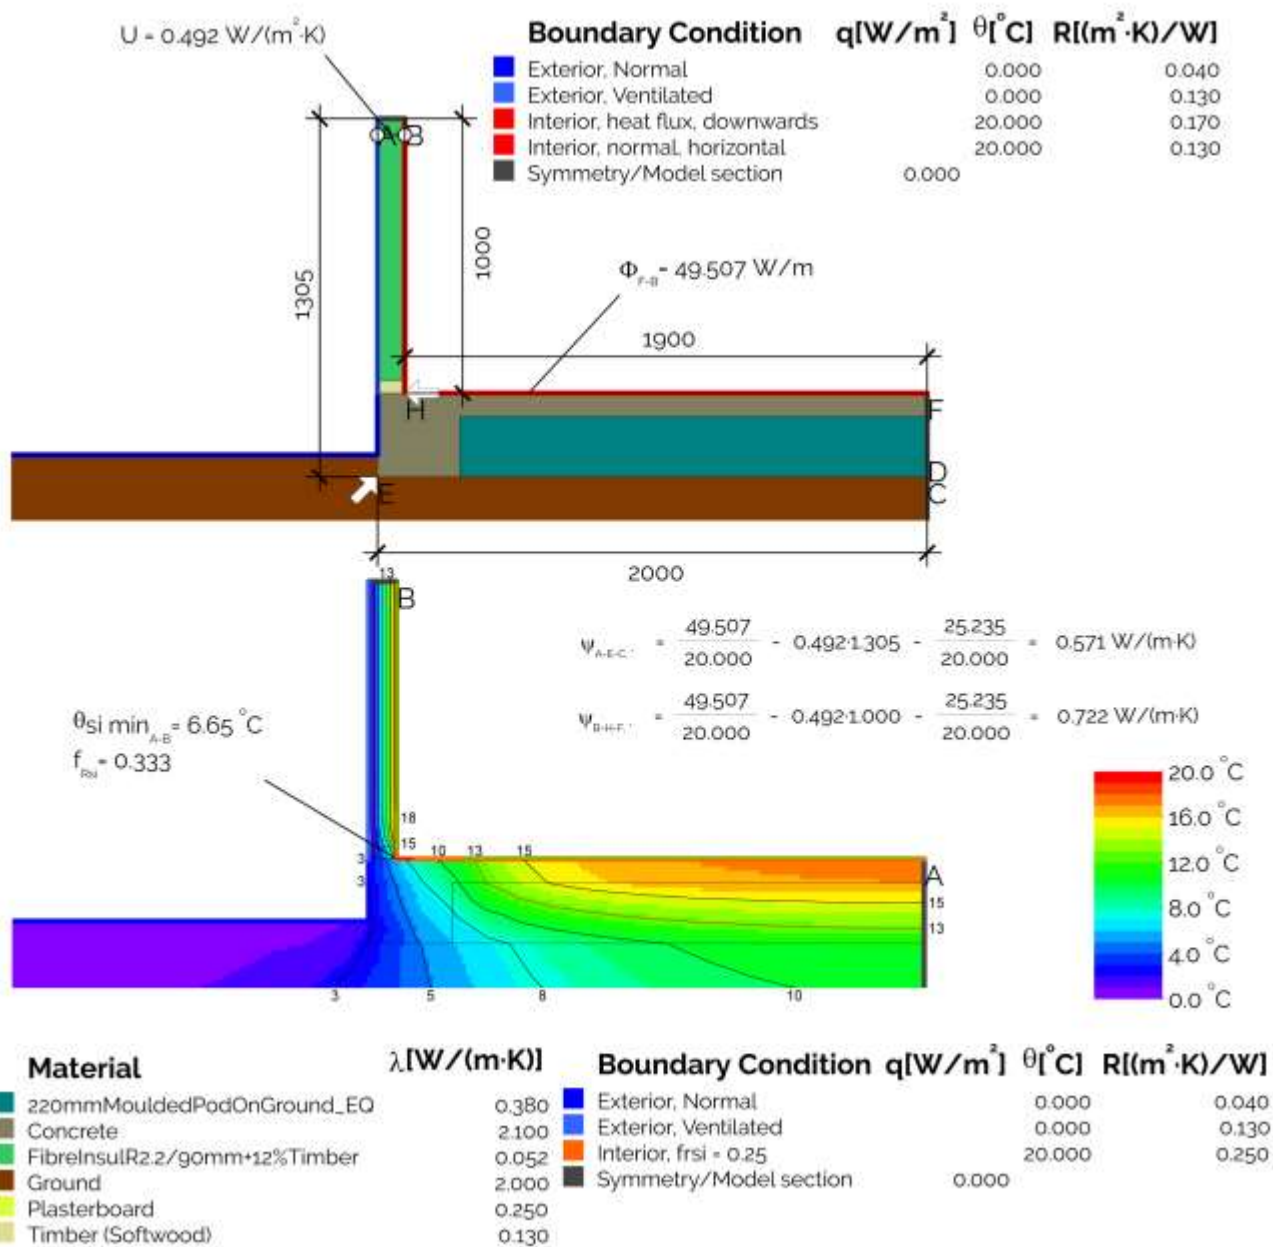 U = 0.492 W/(m²·K)
Boundary Condition q[W/m²] θ[°C] R[(m²·K)/W]
Exterior, Normal 0.000 0.040
Exterior, Ventilated 0.000 0.130
Interior, heat flux, downwards 20.000 0.170
Interior, normal, horizontal 20.000 0.130
Symmetry/Model section 0.000
A B
1305
1000
Φ_F-B = 49.507 W/m
1900
H F
D
E C
2000
13
B
ψ_A-E-C,* = 49.507/20.000 - 0.492·1.305 - 25.235/20.000 = 0.571 W/(m·K)
ψ_B-H-F,* = 49.507/20.000 - 0.492·1.000 - 25.235/20.000 = 0.722 W/(m·K)
θsi min_A-B = 6.65 °C
f_Rsi = 0.333
20.0 °C
16.0 °C
12.0 °C
8.0 °C
4.0 °C
0.0 °C
18
3 15 10 13 15
3 A
15
13
3 5 8 10
Material λ[W/(m·K)]
220mmMouldedPodOnGround_EQ 0.380
Concrete 2.100
FibreInsulR2.2/90mm+12%Timber 0.052
Ground 2.000
Plasterboard 0.250
Timber (Softwood) 0.130
Boundary Condition q[W/m²] θ[°C] R[(m²·K)/W]
Exterior, Normal 0.000 0.040
Exterior, Ventilated 0.000 0.130
Interior, frsi = 0.25 20.000 0.250
Symmetry/Model section 0.000